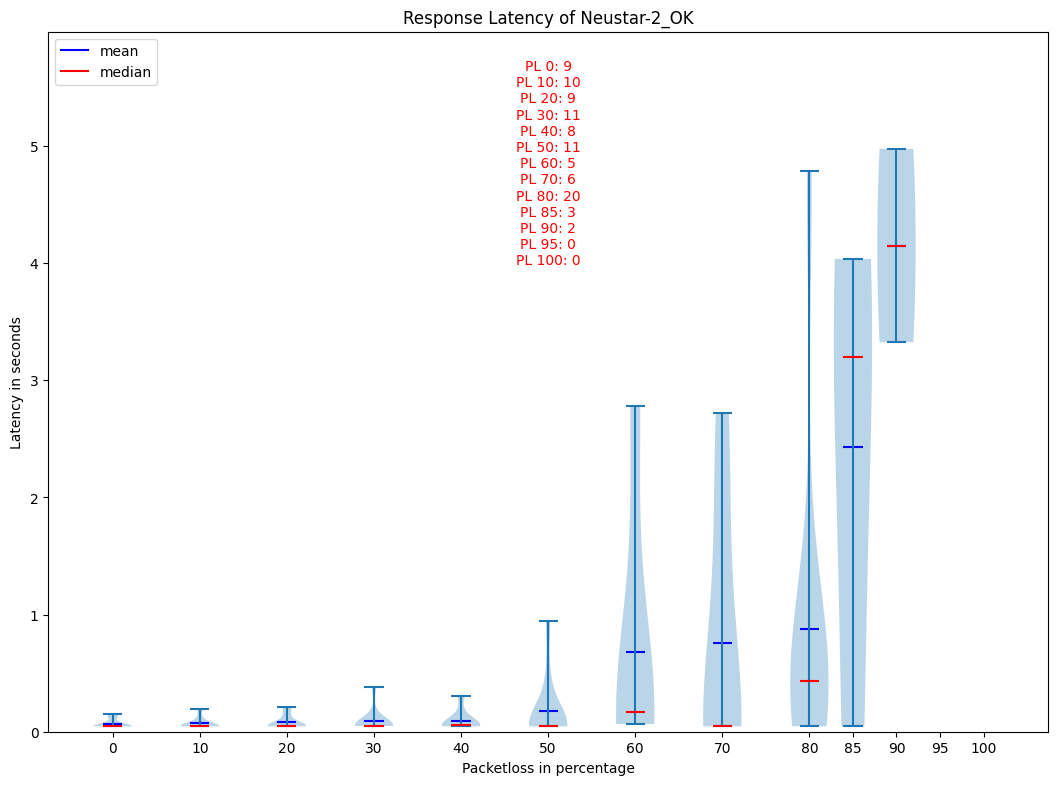 Response Latency of Neustar-2_OK
mean
median
PL 0: 9
PL 10: 10
PL 20: 9
PL 30: 11
PL 40: 8
PL 50: 11
PL 60: 5
PL 70: 6
PL 80: 20
PL 85: 3
PL 90: 2
PL 95: 0
PL 100: 0
Latency in seconds
5
4
3
2
1
0
0 10 20 30 40 50 60 70 80 85 90 95 100
Packetloss in percentage